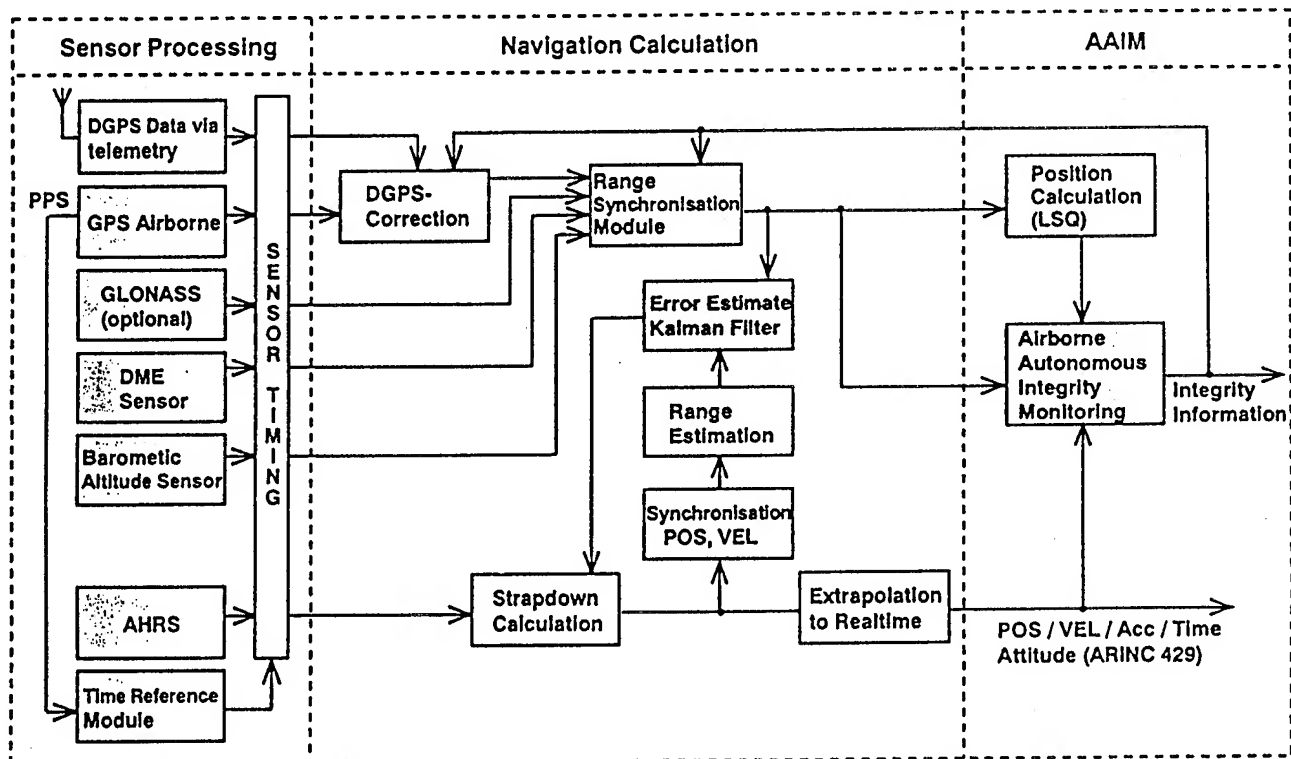 Sensor Processing
Navigation Calculation
AAIM
DGPS Data via
telemetry
PPS
GPS Airborne
GLONASS
(optional)
DME
Sensor
Barometic
Altitude Sensor
AHRS
Time Reference
Module
SENSOR TIMING
DGPS-
Correction
Range
Synchronisation
Module
Error Estimate
Kalman Filter
Range
Estimation
Synchronisation
POS, VEL
Strapdown
Calculation
Extrapolation
to Realtime
Position
Calculation
(LSQ)
Airborne
Autonomous
Integrity
Monitoring
Integrity
Information
POS / VEL / Acc / Time
Attitude (ARINC 429)